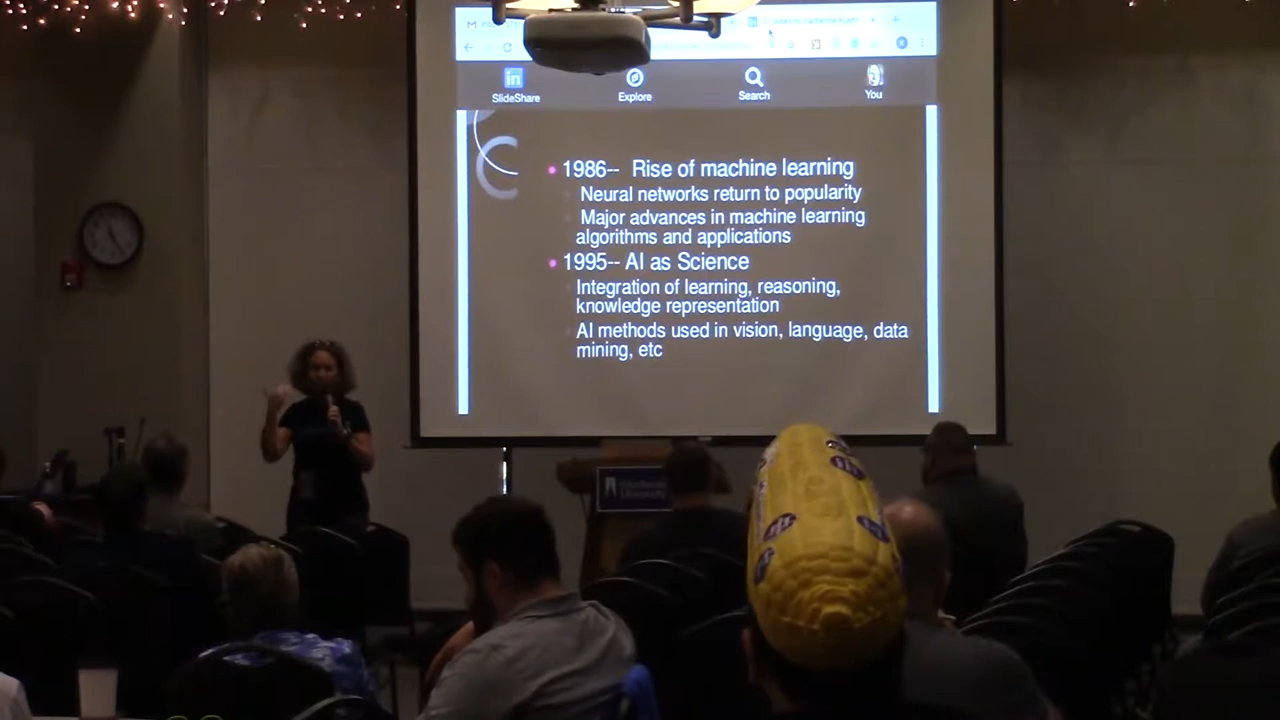 SlideShare
Explore
Search
You
1986-- Rise of machine learning
Neural networks return to popularity
Major advances in machine learning
algorithms and applications
1995-- AI as Science
Integration of learning, reasoning,
knowledge representation
AI methods used in vision, language, data
mining, etc
University